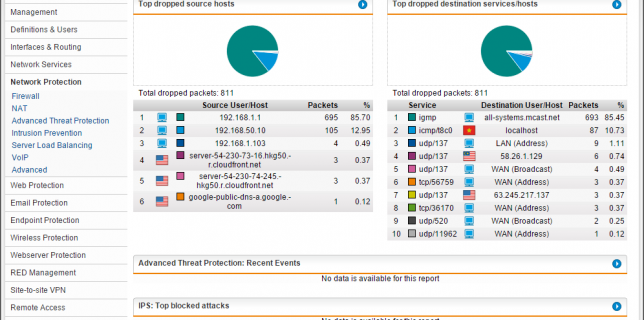 Management
Definitions & Users
Interfaces & Routing
Network Services
Network Protection
Firewall
NAT
Advanced Threat Protection
Intrusion Prevention
Server Load Balancing
VoIP
Advanced
Web Protection
Email Protection
Endpoint Protection
Wireless Protection
Webserver Protection
RED Management
Site-to-site VPN
Remote Access
Top dropped source hosts
Total dropped packets: 811
Source User/Host Packets %
1 192.168.1.1 695 85.70
2 192.168.50.10 105 12.95
3 192.168.1.103 4 0.49
4 server-54-230-73-16.hkg50.-
r.cloudfront.net 3 0.37
5 server-54-230-74-245.-
hkg50.r.cloudfront.net 3 0.37
6 google-public-dns-a.google.-
com 1 0.12
Top dropped destination services/hosts
Total dropped packets: 811
Service Destination User/Host Packets %
1 igmp all-systems.mcast.net 693 85.45
2 icmp/t8c0 localhost 87 10.73
3 udp/137 LAN (Address) 9 1.11
4 udp/137 58.26.1.129 6 0.74
5 udp/137 WAN (Broadcast) 4 0.49
6 tcp/56759 WAN (Address) 3 0.37
7 udp/137 63.245.217.137 3 0.37
8 tcp/36170 WAN (Address) 3 0.37
9 udp/520 WAN (Broadcast) 2 0.25
10 udp/11962 WAN (Address) 1 0.12
Advanced Threat Protection: Recent Events
No data is available for this report
IPS: Top blocked attacks
No data is available for this report